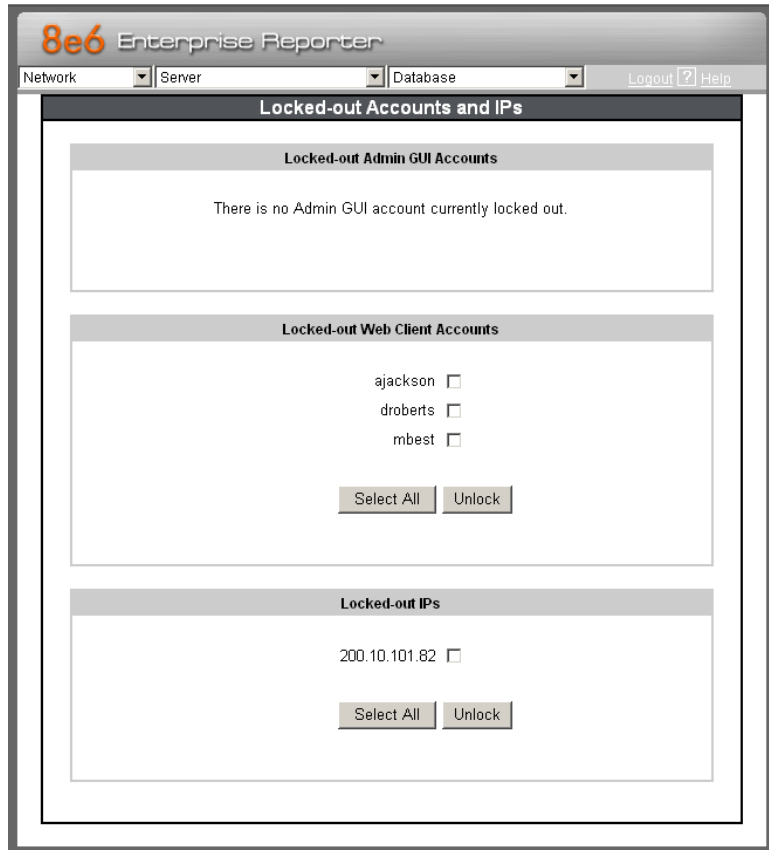 8e6 Enterprise Reporter
Network Server Database Logout ? Help
Locked-out Accounts and IPs
Locked-out Admin GUI Accounts
There is no Admin GUI account currently locked out.
Locked-out Web Client Accounts
ajackson
droberts
mbest
Select All Unlock
Locked-out IPs
200.10.101.82
Select All Unlock